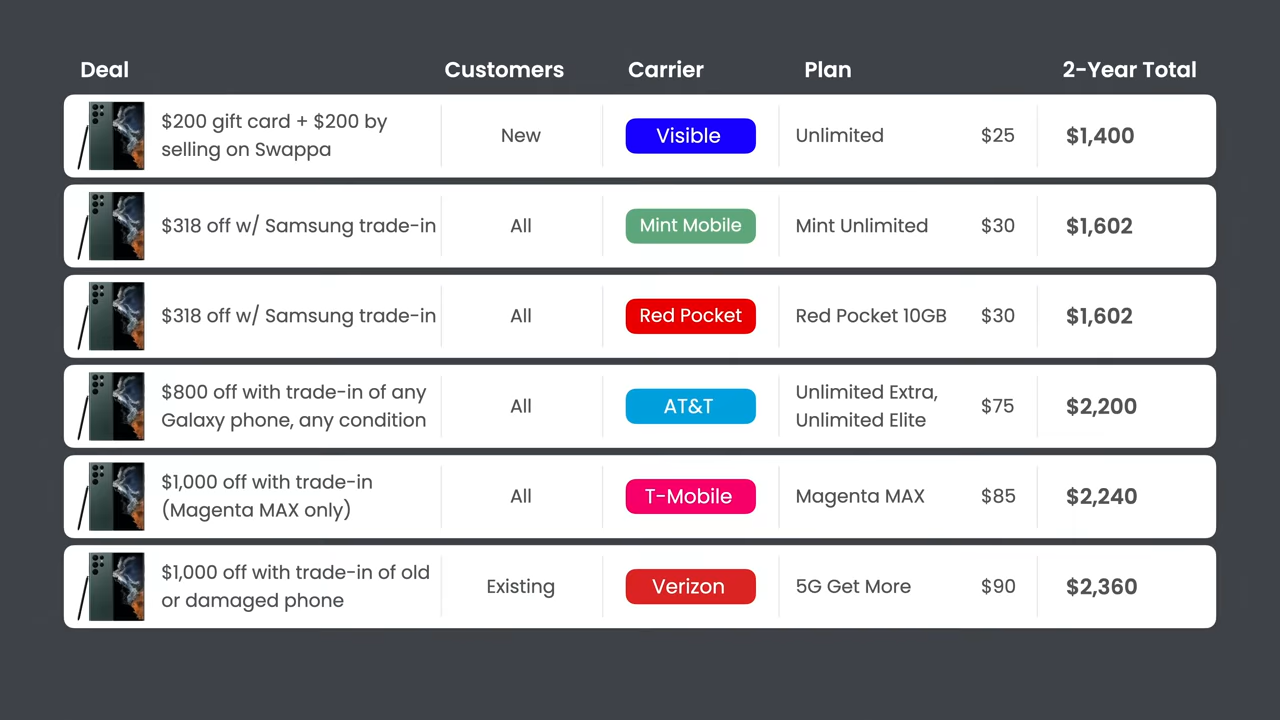 Deal Customers Carrier Plan 2-Year Total
$200 gift card + $200 by
selling on Swappa
New Visible Unlimited $25 $1,400
$318 off w/ Samsung trade-in All Mint Mobile Mint Unlimited $30 $1,602
$318 off w/ Samsung trade-in All Red Pocket Red Pocket 10GB $30 $1,602
$800 off with trade-in of any
Galaxy phone, any condition
All AT&T
Unlimited Extra,
Unlimited Elite
$75 $2,200
$1,000 off with trade-in
(Magenta MAX only)
All T-Mobile Magenta MAX $85 $2,240
$1,000 off with trade-in of old
or damaged phone
Existing Verizon 5G Get More $90 $2,360